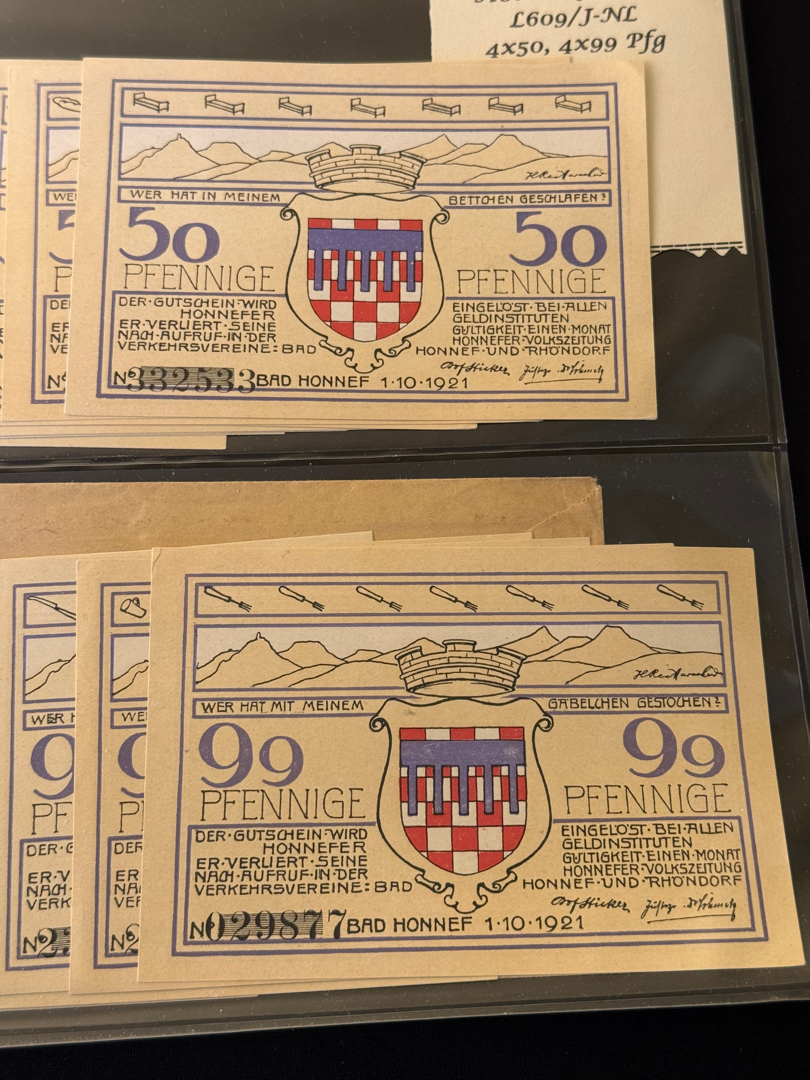 L609/J-NL
4x50, 4x99 Pfg
WER HAT IN MEINEM BETTCHEN GESCHLAFEN?
50 50
PFENNIGE PFENNIGE
DER·GUTSCHEIN·WIRD EINGELÖST·BEI·ALLEN
HONNEFER GELDINSTITUTEN
ER·VERLIERT·SEINE GÜLTIGKEIT·EINEN·MONAT
NACH·AUFRUF·IN·DER HONNEFER·VOLKSZEITUNG
VERKEHRSVEREINE: BAD HONNEF·UND·RHÖNDORF
No 332533 BAD HONNEF 1·10·1921
WER HAT MIT MEINEM GÄBELCHEN GESTOCHEN?
99 99
PFENNIGE PFENNIGE
DER·GUTSCHEIN·WIRD EINGELÖST·BEI·ALLEN
HONNEFER GELDINSTITUTEN
ER·VERLIERT·SEINE GÜLTIGKEIT·EINEN·MONAT
NACH·AUFRUF·IN·DER HONNEFER·VOLKSZEITUNG
VERKEHRSVEREINE: BAD HONNEF·UND·RHÖNDORF
No 029877 BAD HONNEF 1·10·1921